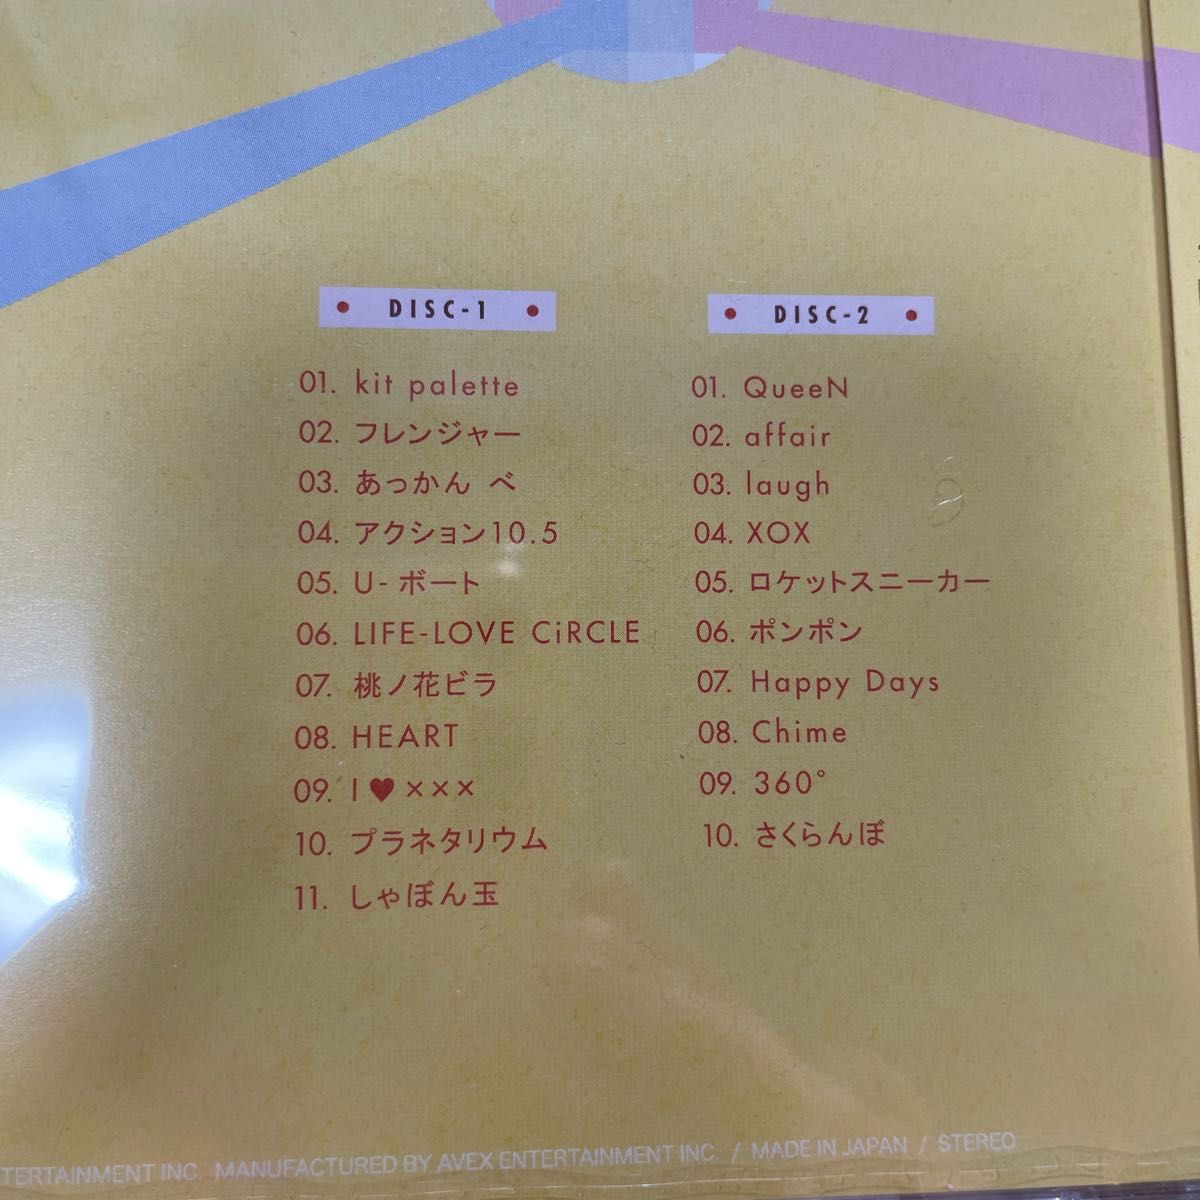 DISC-1
01. kit palette
02. フレンジャー
03. あっかん べ
04. アクション10.5
05. U- ボート
06. LIFE-LOVE CiRCLE
07. 桃ノ花ビラ
08. HEART
09. I ♥ ×××
10. プラネタリウム
11. しゃぼん玉
DISC-2
01. QueeN
02. affair
03. laugh
04. XOX
05. ロケットスニーカー
06. ポンポン
07. Happy Days
08. Chime
09. 360°
10. さくらんぼ
TERTAINMENT INC. MANUFACTURED BY AVEX ENTERTAINMENT INC. / MADE IN JAPAN / STEREO